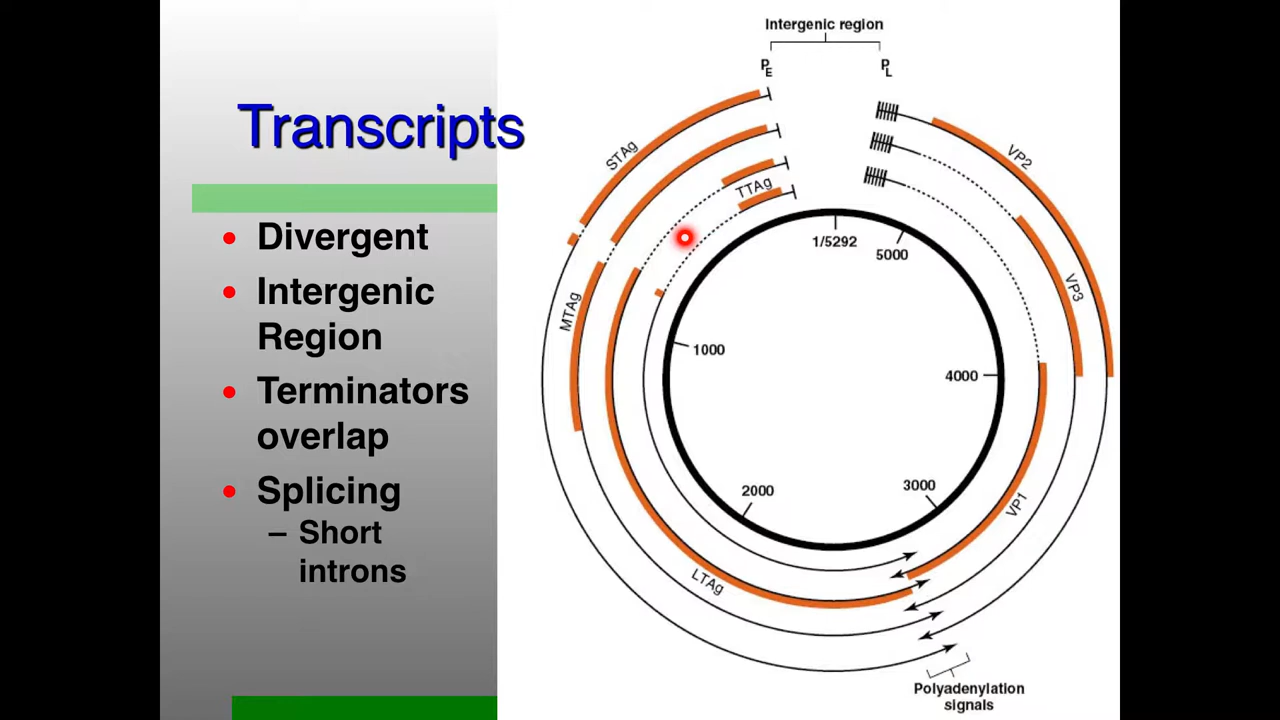 Transcripts
• Divergent
• Intergenic
Region
• Terminators
overlap
• Splicing
– Short
introns
Intergenic region
PE
PL
STAg
TTAg
MTAg
LTAg
VP2
VP3
VP1
1/5292
5000
4000
3000
2000
1000
Polyadenylation
signals